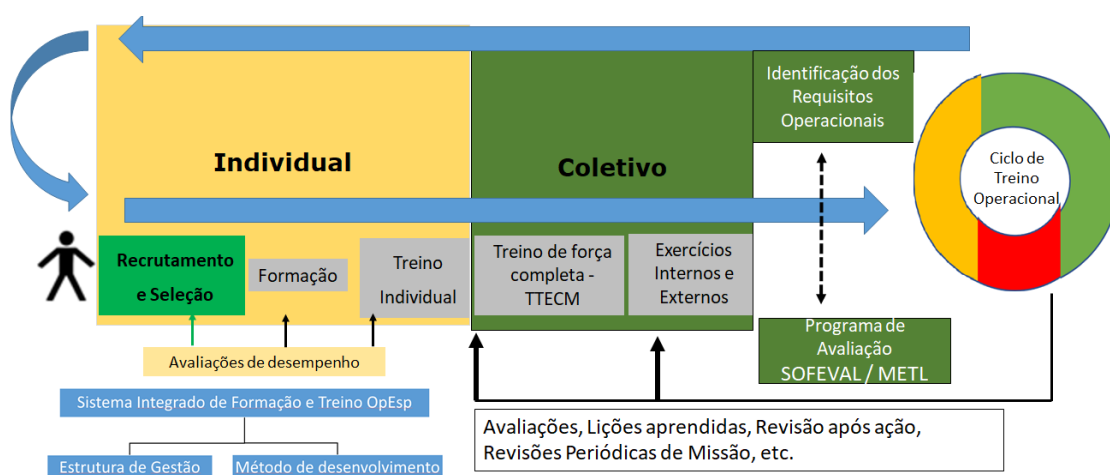 Individual
Coletivo
Identificação dos
Requisitos
Operacionais
Ciclo de
Treino
Operacional
Recrutamento
e Seleção
Formação
Treino
Individual
Treino de força
completa -
TTECM
Exercícios
Internos e
Externos
Programa de
Avaliação
SOFEVAL / METL
Avaliações de desempenho
Sistema Integrado de Formação e Treino OpEsp
Estrutura de Gestão
Método de desenvolvimento
Avaliações, Lições aprendidas, Revisão após ação,
Revisões Periódicas de Missão, etc.